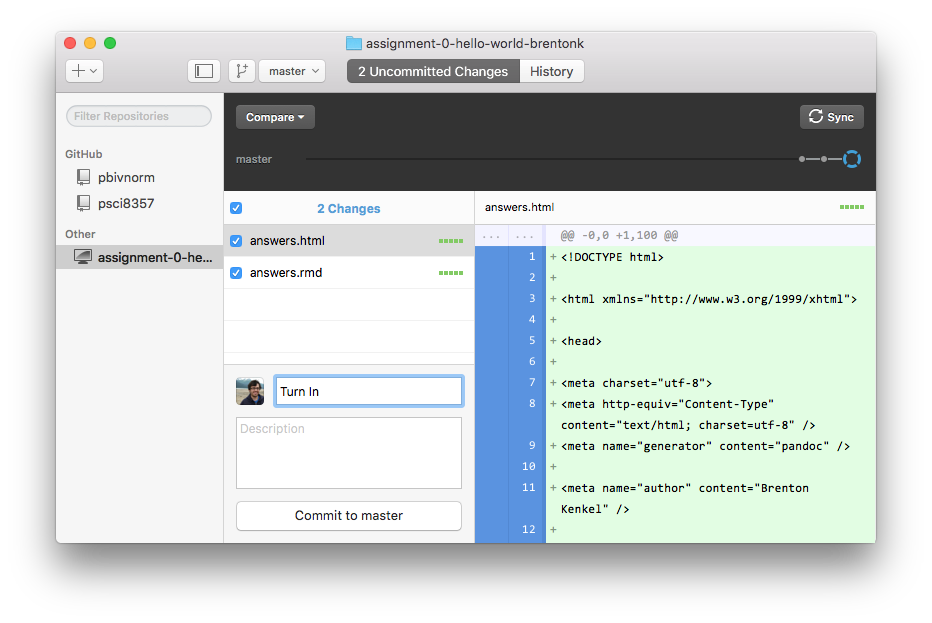 assignment-0-hello-world-brentonk
master
2 Uncommitted Changes
History
Filter Repositories
GitHub
pbivnorm
psci8357
Other
assignment-0-he...
Compare
Sync
master
2 Changes
answers.html
answers.rmd
Turn In
Description
Commit to master
answers.html
... ... @@ -0,0 +1,100 @@
1 + <!DOCTYPE html>
2 +
3 + <html xmlns="http://www.w3.org/1999/xhtml">
4 +
5 + <head>
6 +
7 + <meta charset="utf-8">
8 + <meta http-equiv="Content-Type"
content="text/html; charset=utf-8" />
9 + <meta name="generator" content="pandoc" />
10 +
11 + <meta name="author" content="Brenton
Kenkel" />
12 +